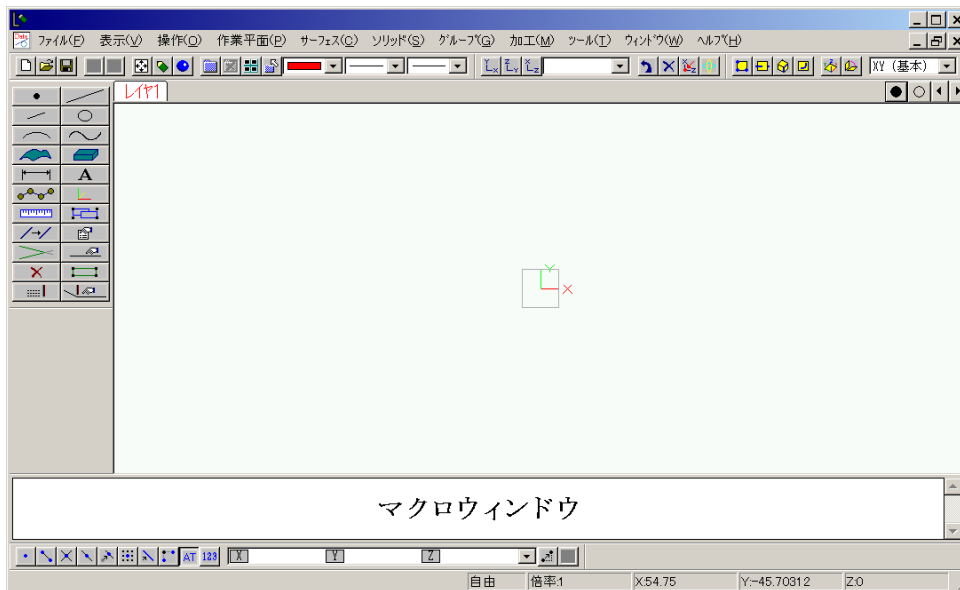 ファイル(F) 表示(V) 操作(O) 作業平面(P) サーフェス(C) ソリッド(S) グループ(G) 加工(M) ツール(T) ウィンドウ(W) ヘルプ(H)
XY (基本)
レイヤ1
A
Y
X
マクロウィンドウ
AT 123 X Y Z
自由 倍率:1 X:54.75 Y:-45.70312 Z:0